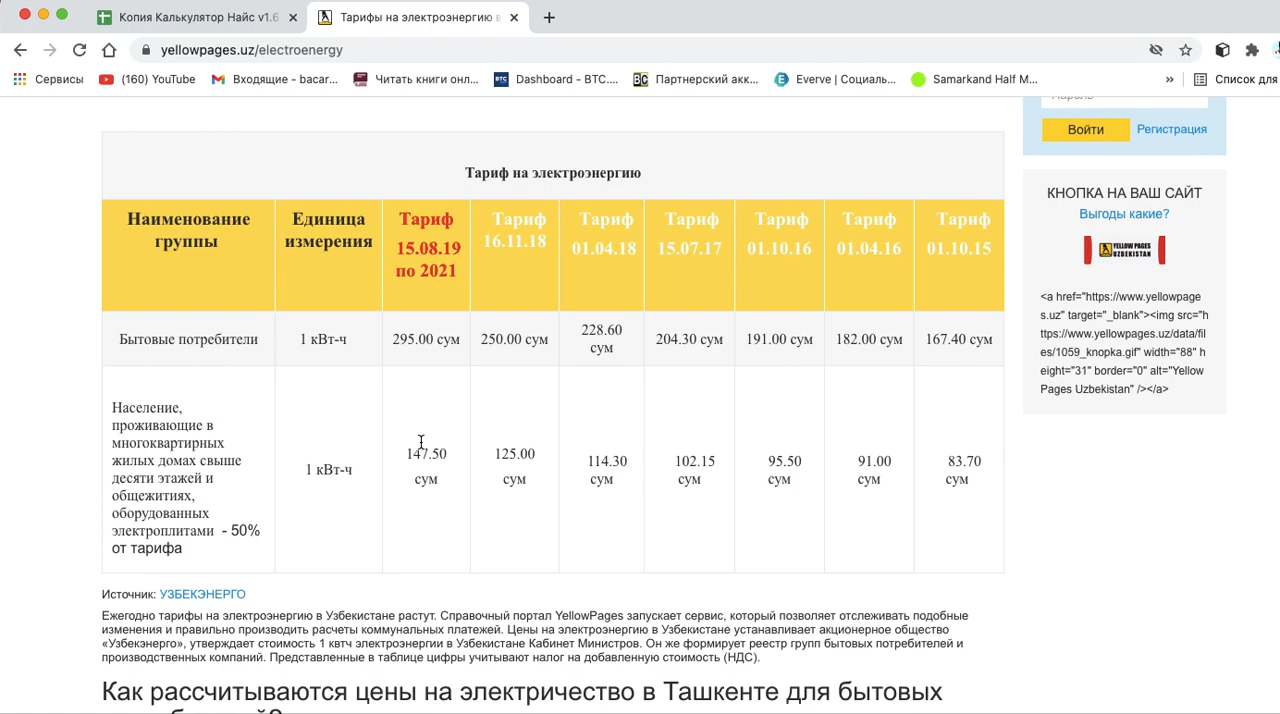 Копия Калькулятор Найс v1.6
Тарифы на электроэнергию в
yellowpages.uz/electroenergy
Сервисы
(160) YouTube
Входящие - bacar...
Читать книги онл...
Dashboard - BTC....
Партнерский акк...
Everve | Социаль...
Samarkand Half M...
»
Список для
Войти
Регистрация
КНОПКА НА ВАШ САЙТ
Выгоды какие?
YELLOW PAGES
UZBEKISTAN
<a href="https://www.yellowpage
s.uz" target="_blank"><img src="h
ttps://www.yellowpages.uz/data/fil
es/1059_knopka.gif" width="88" h
eight="31" border="0" alt="Yellow
Pages Uzbekistan" /></a>
Тариф на электроэнергию
Наименование
группы
Единица
измерения
Тариф
15.08.19
по 2021
Тариф
16.11.18
Тариф
01.04.18
Тариф
15.07.17
Тариф
01.10.16
Тариф
01.04.16
Тариф
01.10.15
Бытовые потребители
1 кВт-ч
295.00 сум
250.00 сум
228.60
сум
204.30 сум
191.00 сум
182.00 сум
167.40 сум
Население,
проживающие в
многоквартирных
жилых домах свыше
десяти этажей и
общежитиях,
оборудованных
электроплитами - 50%
от тарифа
1 кВт-ч
147.50
сум
125.00
сум
114.30
сум
102.15
сум
95.50
сум
91.00
сум
83.70
сум
Источник: УЗБЕКЭНЕРГО
Ежегодно тарифы на электроэнергию в Узбекистане растут. Справочный портал YellowPages запускает сервис, который позволяет отслеживать подобные
изменения и правильно производить расчеты коммунальных платежей. Цены на электроэнергию в Узбекистане устанавливает акционерное общество
«Узбекэнерго», утверждает стоимость 1 квтч электроэнергии в Узбекистане Кабинет Министров. Он же формирует реестр групп бытовых потребителей и
производственных компаний. Представленные в таблице цифры учитывают налог на добавленную стоимость (НДС).
Как рассчитываются цены на электричество в Ташкенте для бытовых